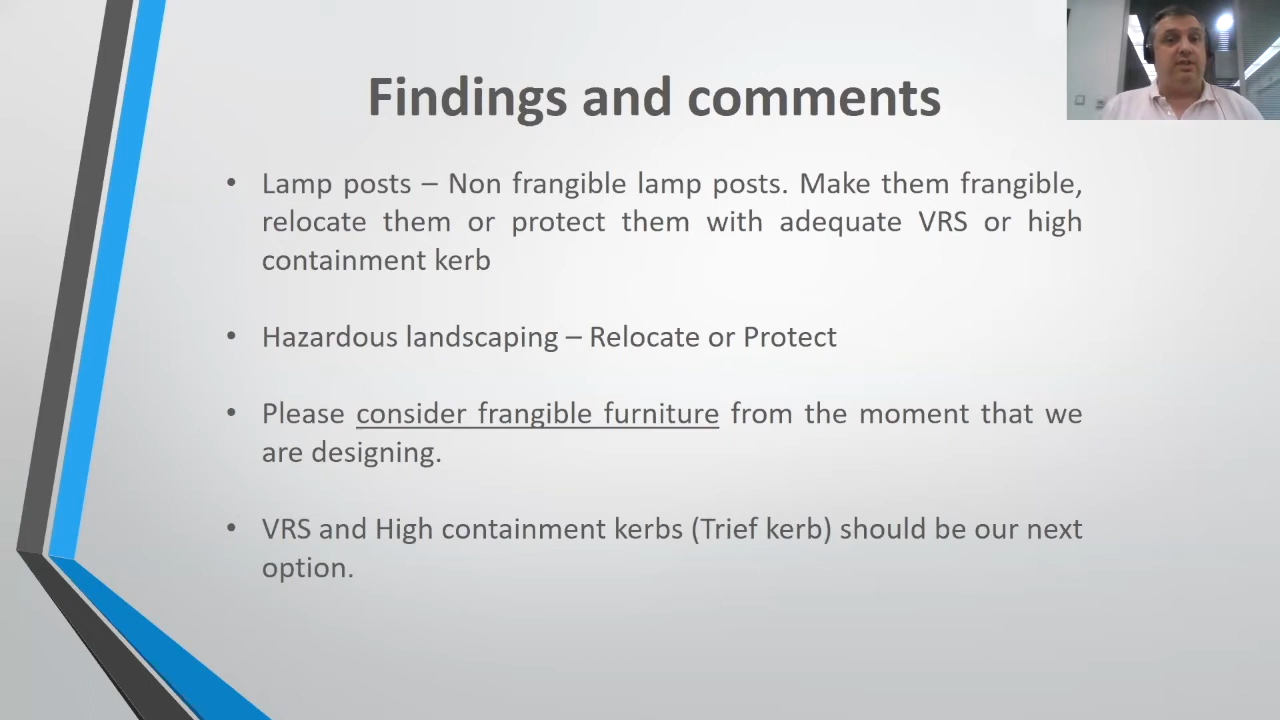 Findings and comments
• Lamp posts – Non frangible lamp posts. Make them frangible,
relocate them or protect them with adequate VRS or high
containment kerb
• Hazardous landscaping – Relocate or Protect
• Please consider frangible furniture from the moment that we
are designing.
• VRS and High containment kerbs (Trief kerb) should be our next
option.